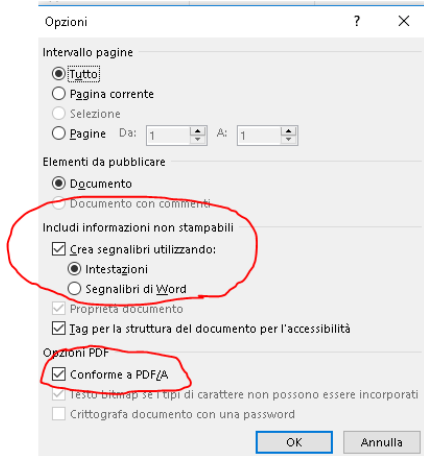 Opzioni ? ×
Intervallo pagine
Tutto
Pagina corrente
Selezione
Pagine Da: 1 A: 1
Elementi da pubblicare
Documento
Documento con commenti
Includi informazioni non stampabili
Crea segnalibri utilizzando:
Intestazioni
Segnalibri di Word
Proprietà documento
Tag per la struttura del documento per l'accessibilità
Opzioni PDF
Conforme a PDF/A
Testo bitmap se i tipi di carattere non possono essere incorporati
Crittografa documento con una password
OK Annulla